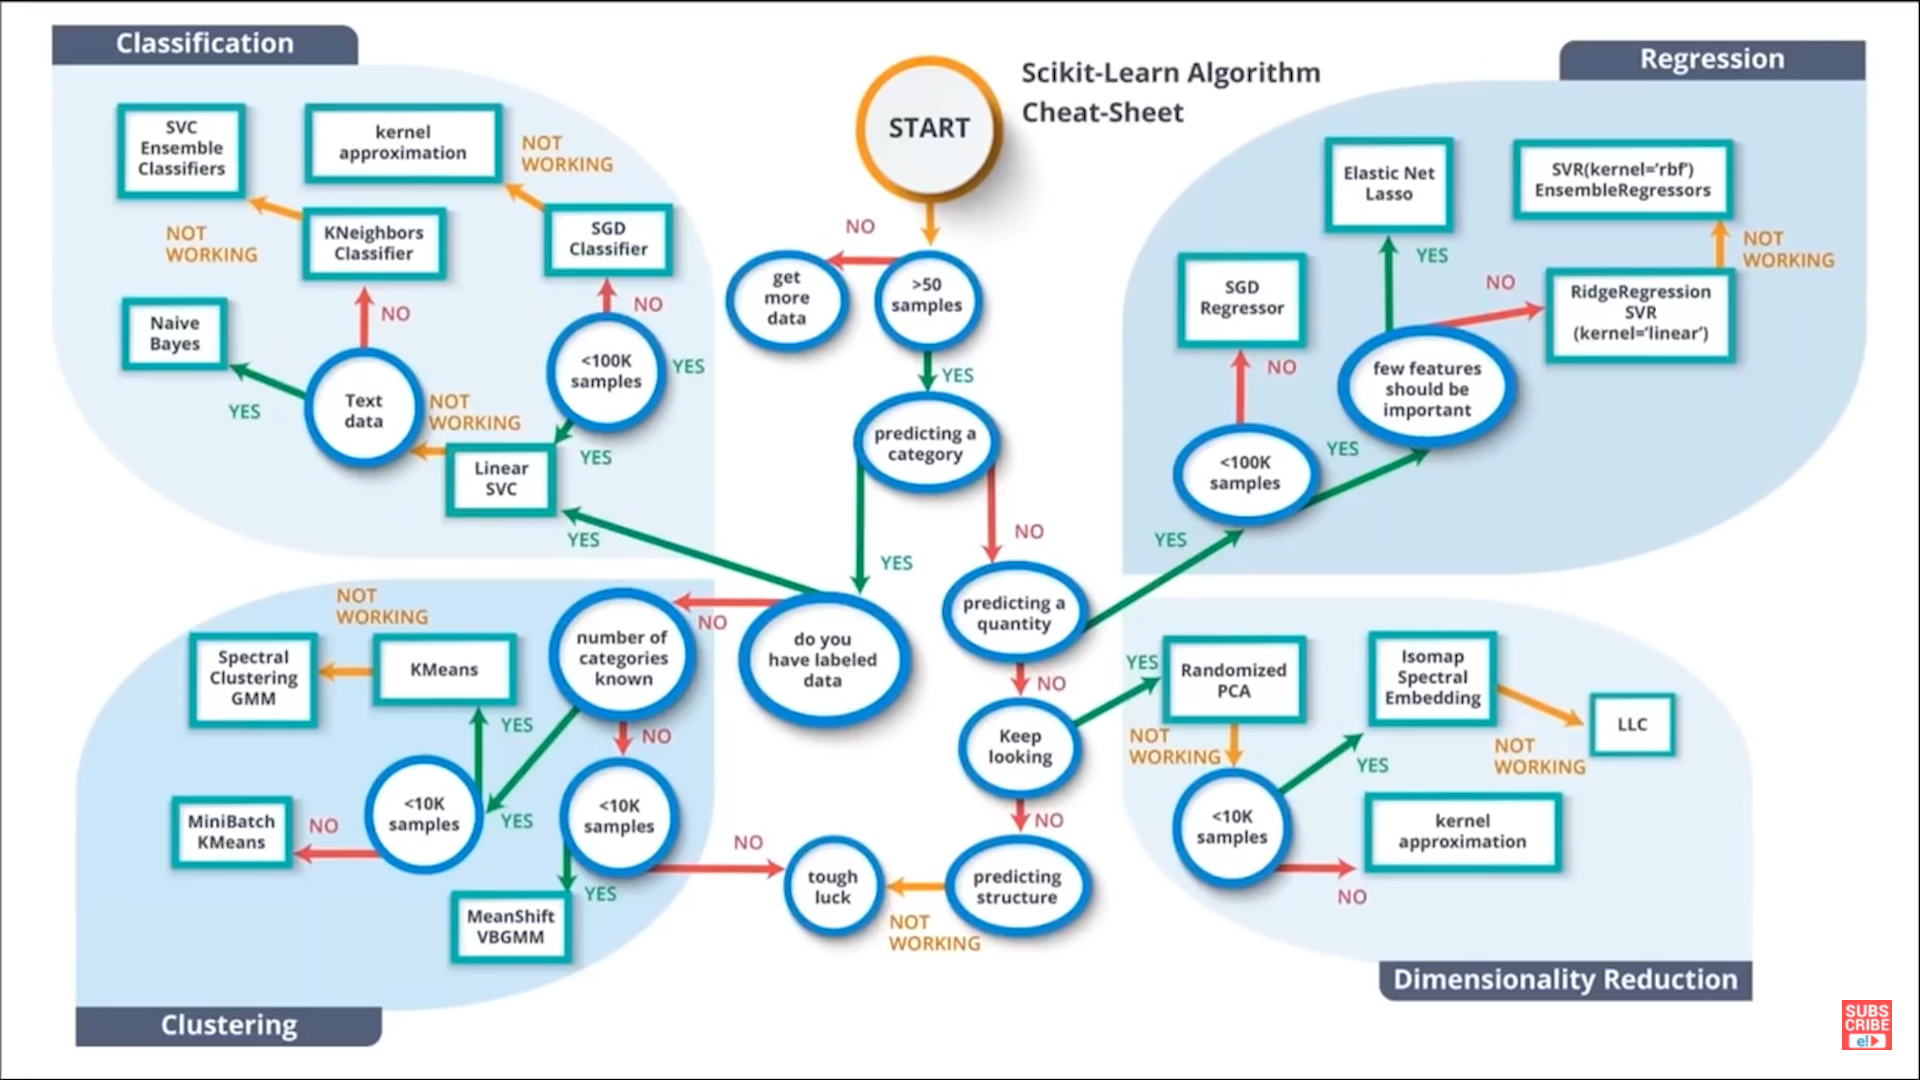 Classification
Regression
Scikit-Learn Algorithm
Cheat-Sheet
START
SVC
Ensemble
Classifiers
kernel
approximation
NOT
WORKING
NOT
WORKING
KNeighbors
Classifier
SGD
Classifier
NO
NO
Naive
Bayes
<100K
samples
YES
Text
data
YES
NOT
WORKING
YES
Linear
SVC
YES
NO
get
more
data
>50
samples
YES
predicting a
category
YES
NO
do you
have labeled
data
NO
predicting a
quantity
NO
YES
Keep
looking
YES
NO
predicting
structure
NOT
WORKING
tough
luck
Elastic Net
Lasso
SVR(kernel='rbf')
EnsembleRegressors
YES
NOT
WORKING
SGD
Regressor
NO
RidgeRegression
SVR
(kernel='linear')
NO
few features
should be
important
YES
<100K
samples
NOT
WORKING
Spectral
Clustering
GMM
KMeans
number of
categories
known
YES
NO
MiniBatch
KMeans
NO
<10K
samples
YES
<10K
samples
NO
YES
MeanShift
VBGMM
Randomized
PCA
Isomap
Spectral
Embedding
LLC
NOT
WORKING
NOT
WORKING
YES
<10K
samples
kernel
approximation
NO
Dimensionality Reduction
Clustering
SUBS
CRIBE
e!